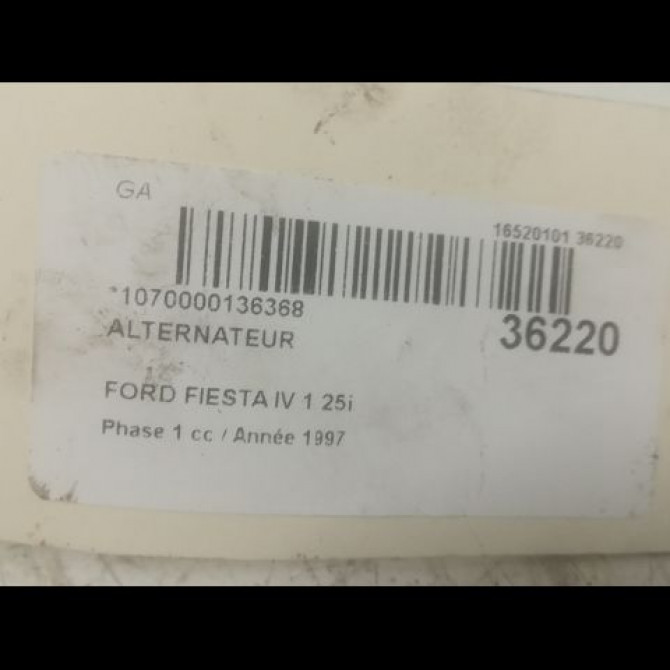 GA
16520101 36220
*1070000136368
36220
ALTERNATEUR
FORD FIESTA IV 1 25i
Phase 1 cc / Année 1997